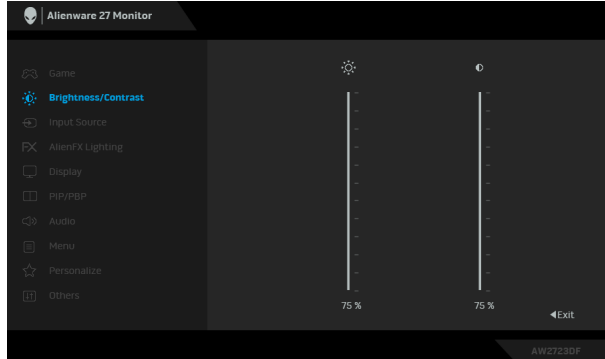 Alienware 27 Monitor
Game
Brightness/Contrast
Input Source
FX AlienFX Lighting
Display
PIP/PBP
Audio
Menu
Personalize
Others
75 % 75 %
Exit
AW2723DF